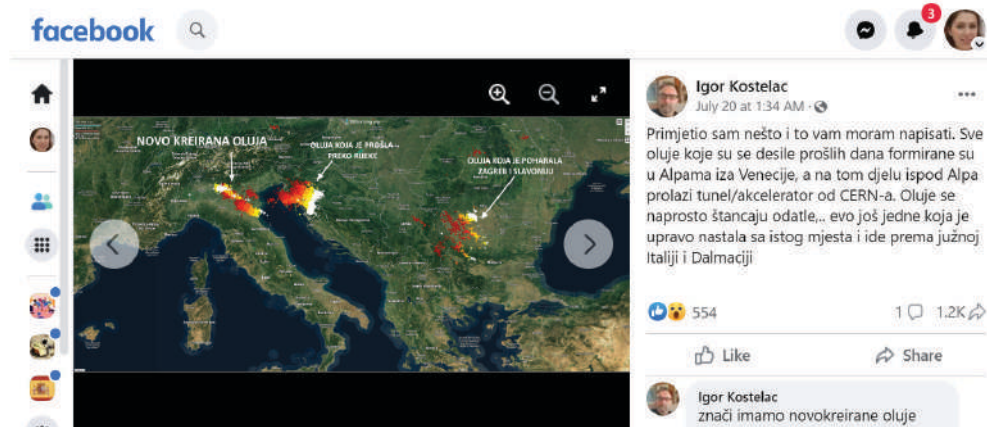 facebook
3
NOVO KREIRANA OLUJA
OLUJA KOJA JE PROŠLA
PREKO RIJEKE
OLUJA KOJA JE POHARALA
ZAGREB I SLAVONIJU
Igor Kostelac
July 20 at 1:34 AM ·
Primjetio sam nešto i to vam moram napisati. Sve
oluje koje su se desile prošlih dana formirane su
u Alpama iza Venecije, a na tom djelu ispod Alpa
prolazi tunel/akcelerator od CERN-a. Oluje se
naprosto štancaju odatle,.. evo još jedne koja je
upravo nastala sa istog mjesta i ide prema južnoj
Italiji i Dalmaciji
554
1 1.2K
Like Share
Igor Kostelac
znači imamo novokreirane oluje